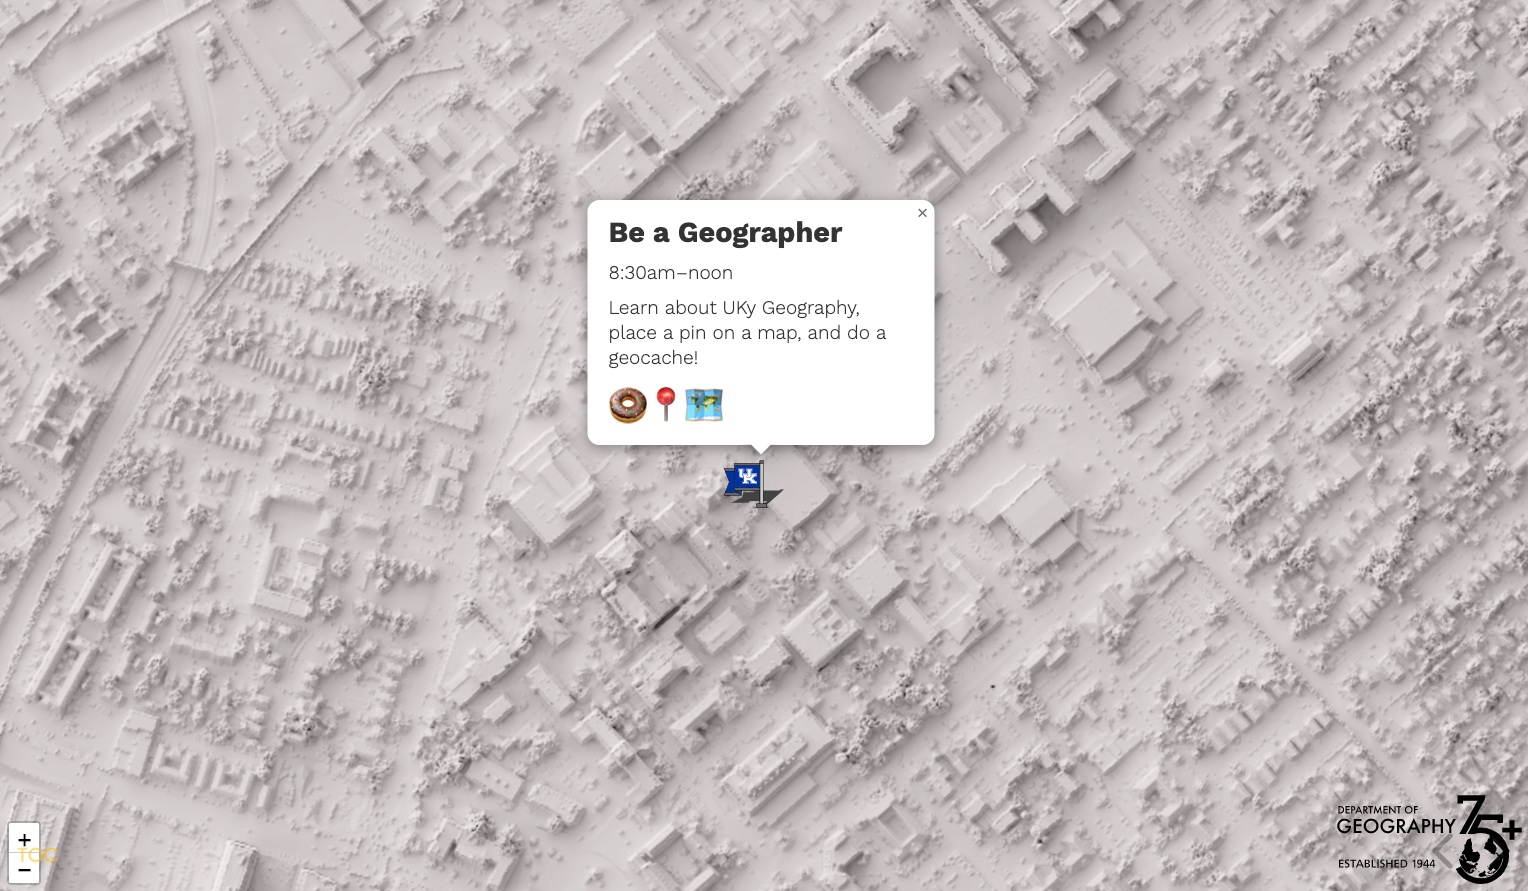 Be a Geographer
×
8:30am–noon
Learn about UKy Geography,
place a pin on a map, and do a
geocache!
UK
DEPARTMENT OF
GEOGRAPHY
75+
ESTABLISHED 1944
+
TOC
−